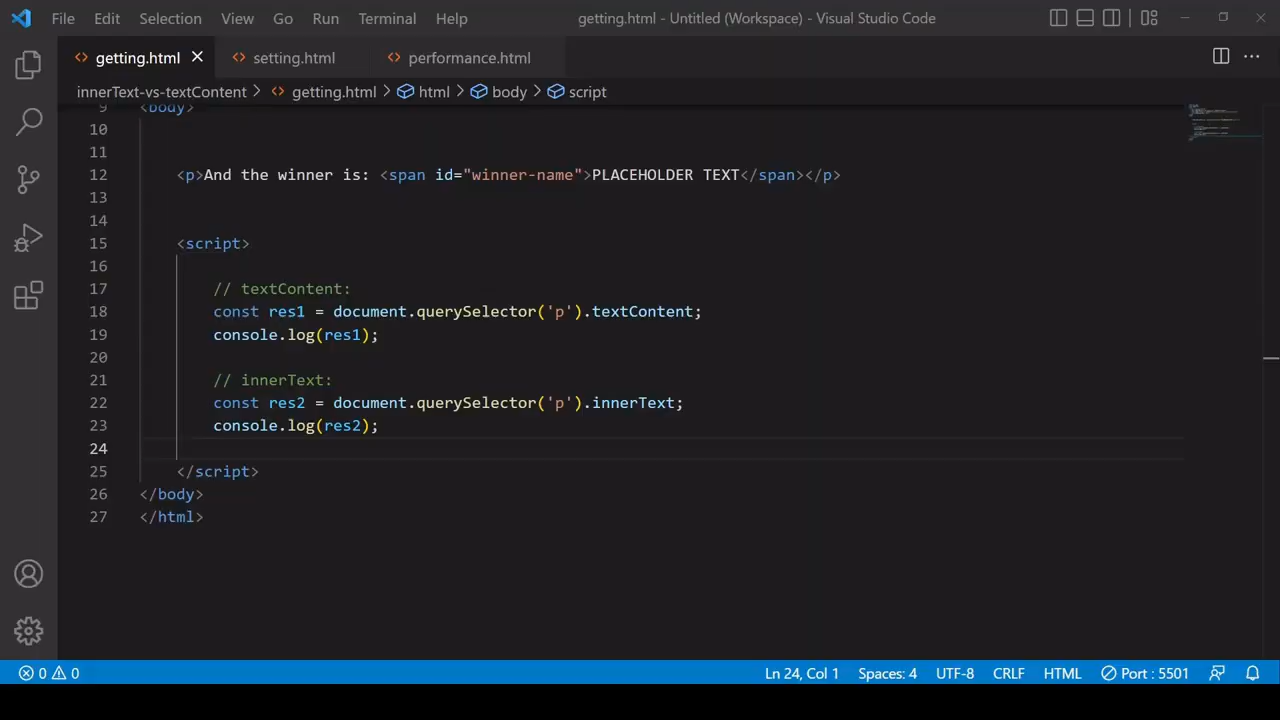 File Edit Selection View Go Run Terminal Help getting.html - Untitled (Workspace) - Visual Studio Code
getting.html setting.html performance.html
innerText-vs-textContent > getting.html > html > body > script
9 <body>
10
11
12 <p>And the winner is: <span id="winner-name">PLACEHOLDER TEXT</span></p>
13
14
15 <script>
16
17 // textContent:
18 const res1 = document.querySelector('p').textContent;
19 console.log(res1);
20
21 // innerText:
22 const res2 = document.querySelector('p').innerText;
23 console.log(res2);
24
25 </script>
26 </body>
27 </html>
0 0 Ln 24, Col 1 Spaces: 4 UTF-8 CRLF HTML Port : 5501